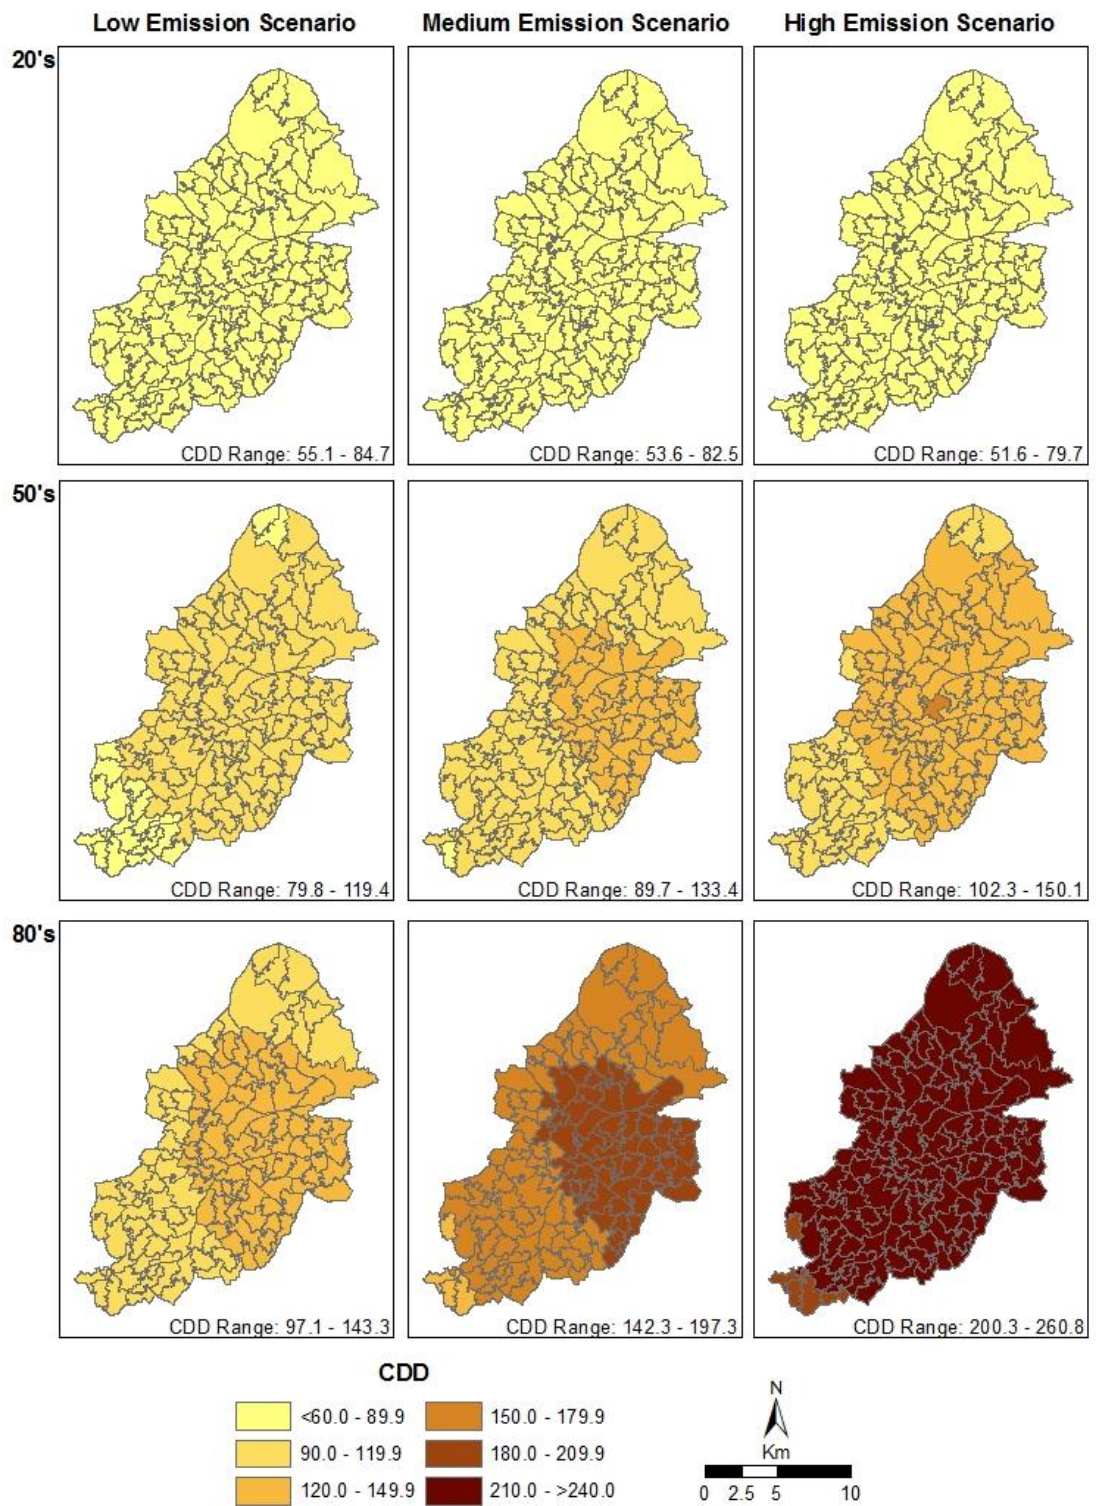 Low Emission Scenario Medium Emission Scenario High Emission Scenario
20's
CDD Range: 55.1 - 84.7 CDD Range: 53.6 - 82.5 CDD Range: 51.6 - 79.7
50's
CDD Range: 79.8 - 119.4 CDD Range: 89.7 - 133.4 CDD Range: 102.3 - 150.1
80's
CDD Range: 97.1 - 143.3 CDD Range: 142.3 - 197.3 CDD Range: 200.3 - 260.8
CDD
<60.0 - 89.9 150.0 - 179.9
90.0 - 119.9 180.0 - 209.9
120.0 - 149.9 210.0 - >240.0
N
Km
0 2.5 5 10